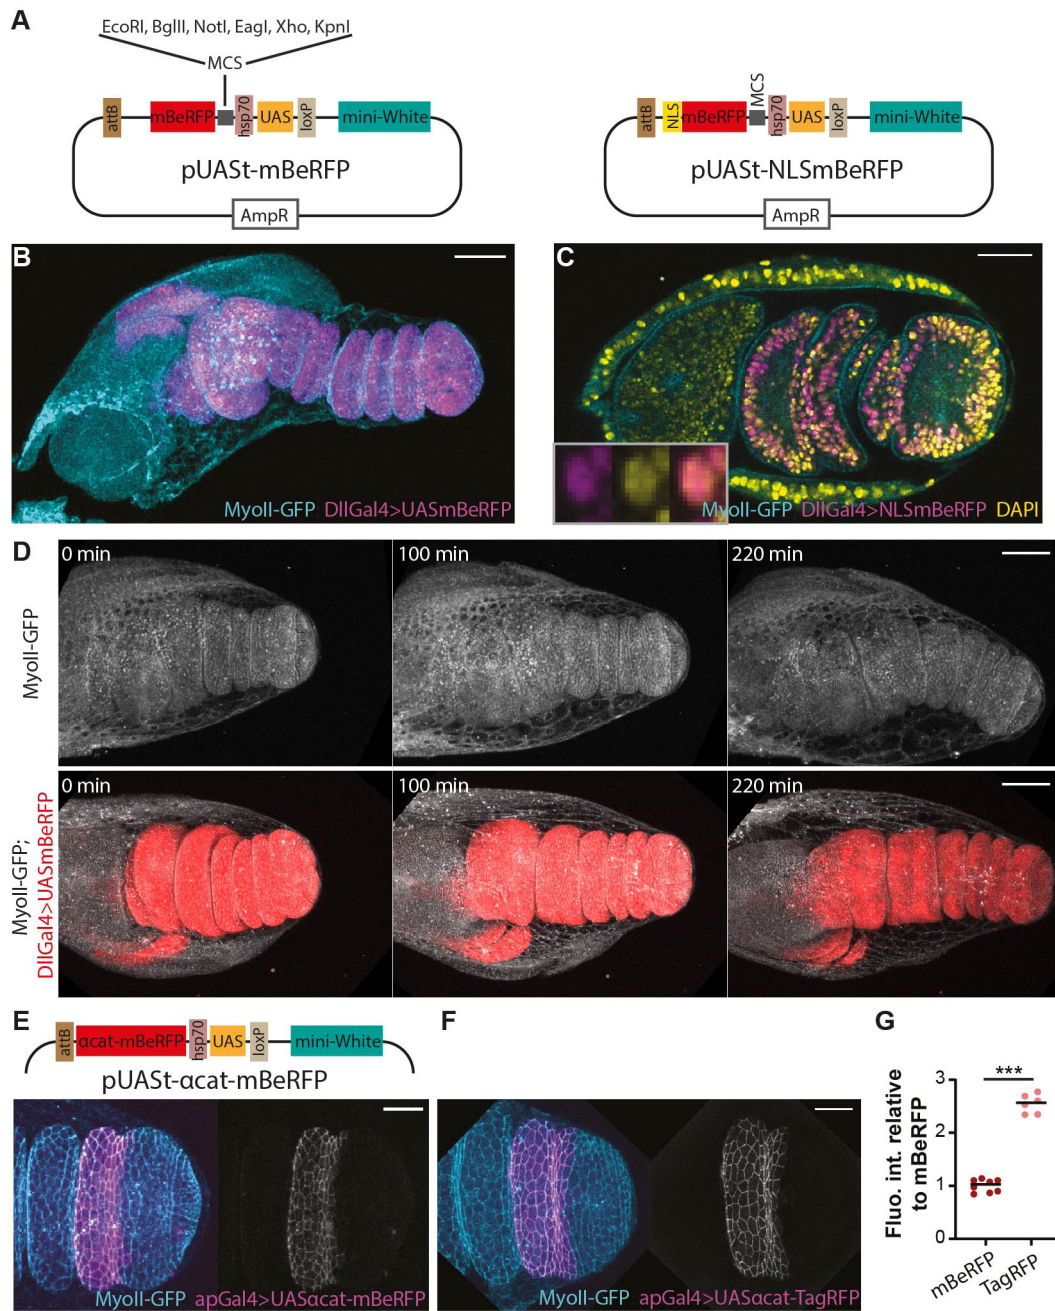 A
EcoRI, BglII, NotI, EagI, Xho, KpnI
MCS
attB
mBeRFP
hsp70
UAS
loxP
mini-White
pUASt-mBeRFP
AmpR
attB
NLS
mBeRFP
MCS
hsp70
UAS
loxP
mini-White
pUASt-NLSmBeRFP
AmpR
B
MyoII-GFP DllGal4>UASmBeRFP
C
MyoII-GFP DllGal4>NLSmBeRFP DAPI
D
MyoII-GFP
0 min
100 min
220 min
MyoII-GFP;
DllGal4>UASmBeRFP
0 min
100 min
220 min
E
attB
αcat-mBeRFP
hsp70
UAS
loxP
mini-White
pUASt-αcat-mBeRFP
MyoII-GFP apGal4>UASαcat-mBeRFP
F
MyoII-GFP apGal4>UASαcat-TagRFP
G
Fluo. int. relative
to mBeRFP
3
2
1
0
***
mBeRFP
TagRFP